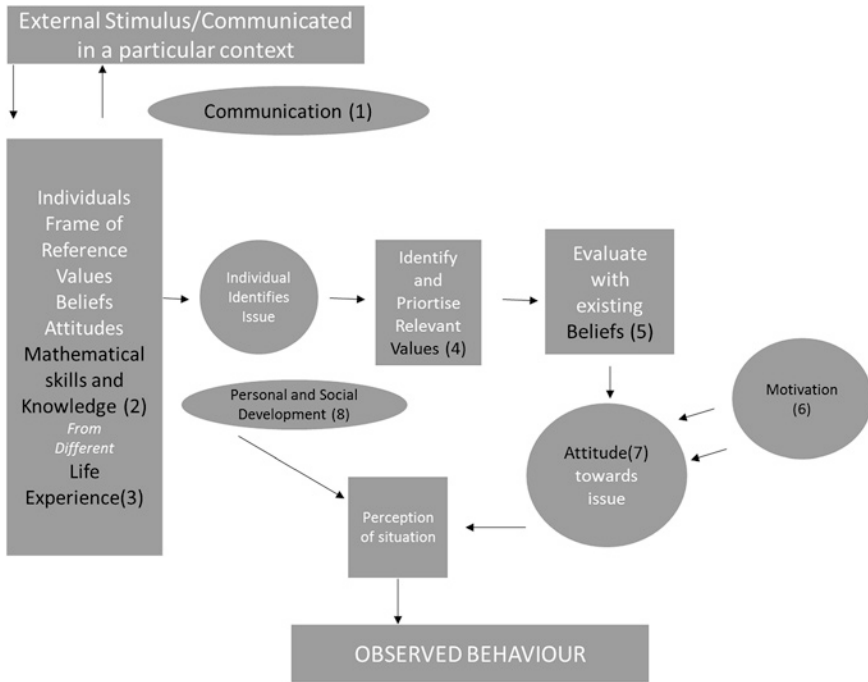 External Stimulus/Communicated
in a particular context
Communication (1)
Individuals
Frame of
Reference
Values
Beliefs
Attitudes
Mathematical
skills and
Knowledge (2)
From
Different
Life
Experience(3)
Individual
Identifies
Issue
Identify
and
Priortise
Relevant
Values (4)
Evaluate
with
existing
Beliefs (5)
Personal and Social
Development (8)
Motivation
(6)
Attitude(7)
towards
issue
Perception
of situation
OBSERVED BEHAVIOUR